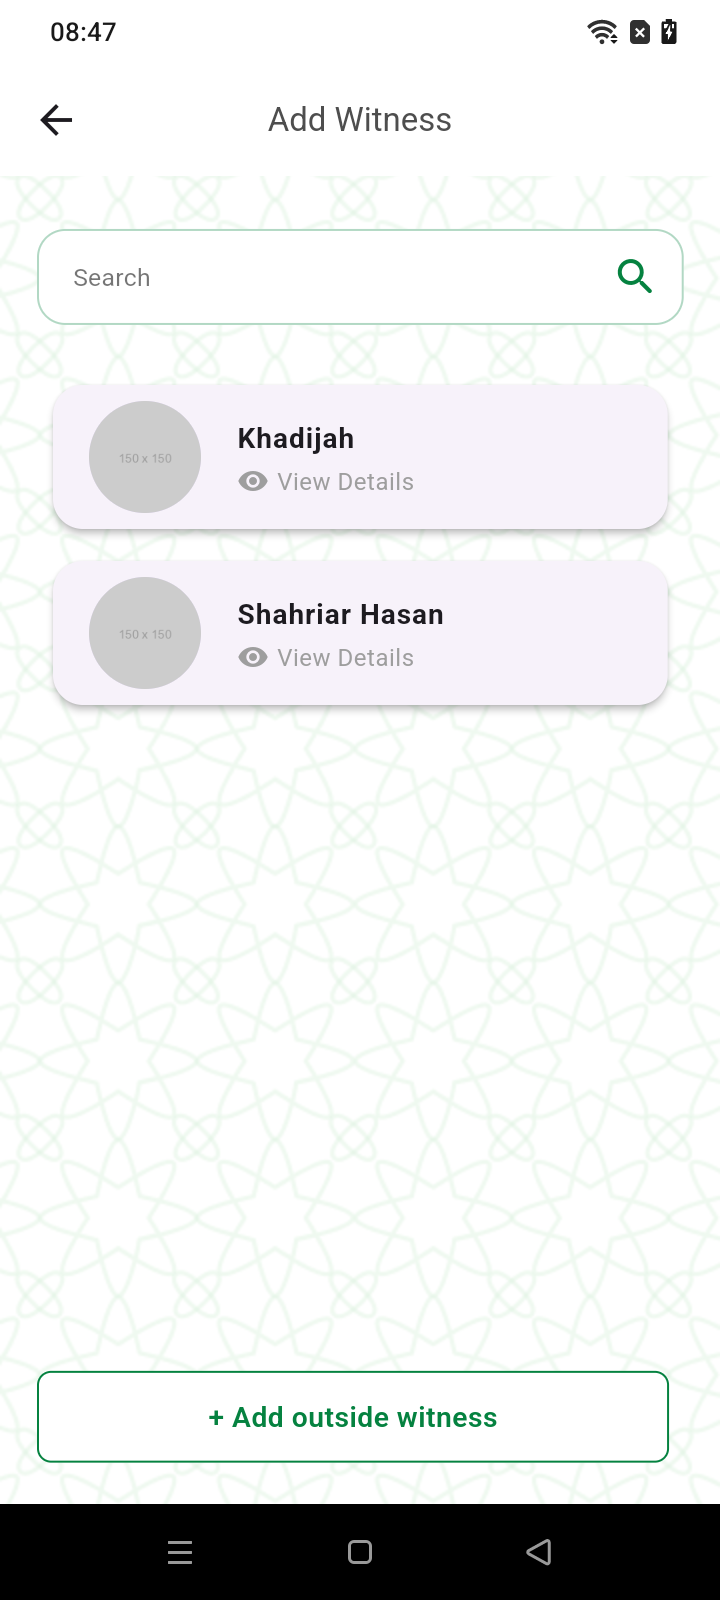 08:47
Add Witness
Search
150 x 150
Khadijah
View Details
150 x 150
Shahriar Hasan
View Details
+ Add outside witness